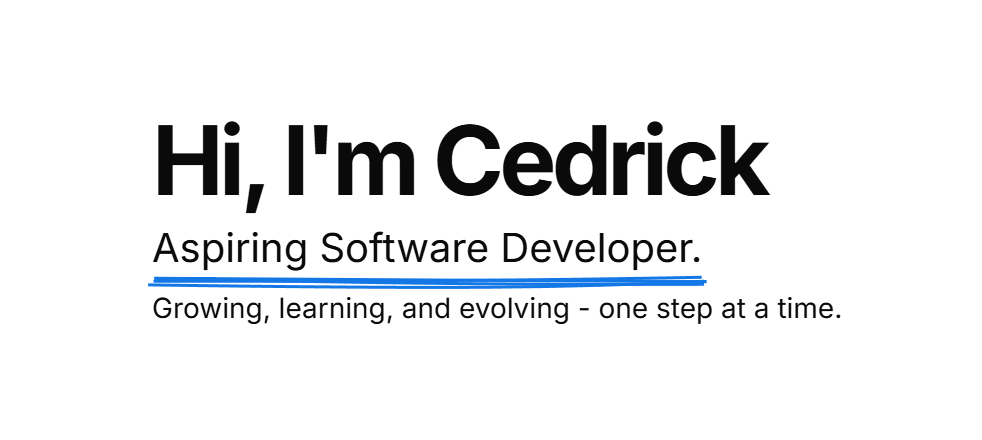 Hi, I'm Cedrick
Aspiring Software Developer.
Growing, learning, and evolving - one step at a time.